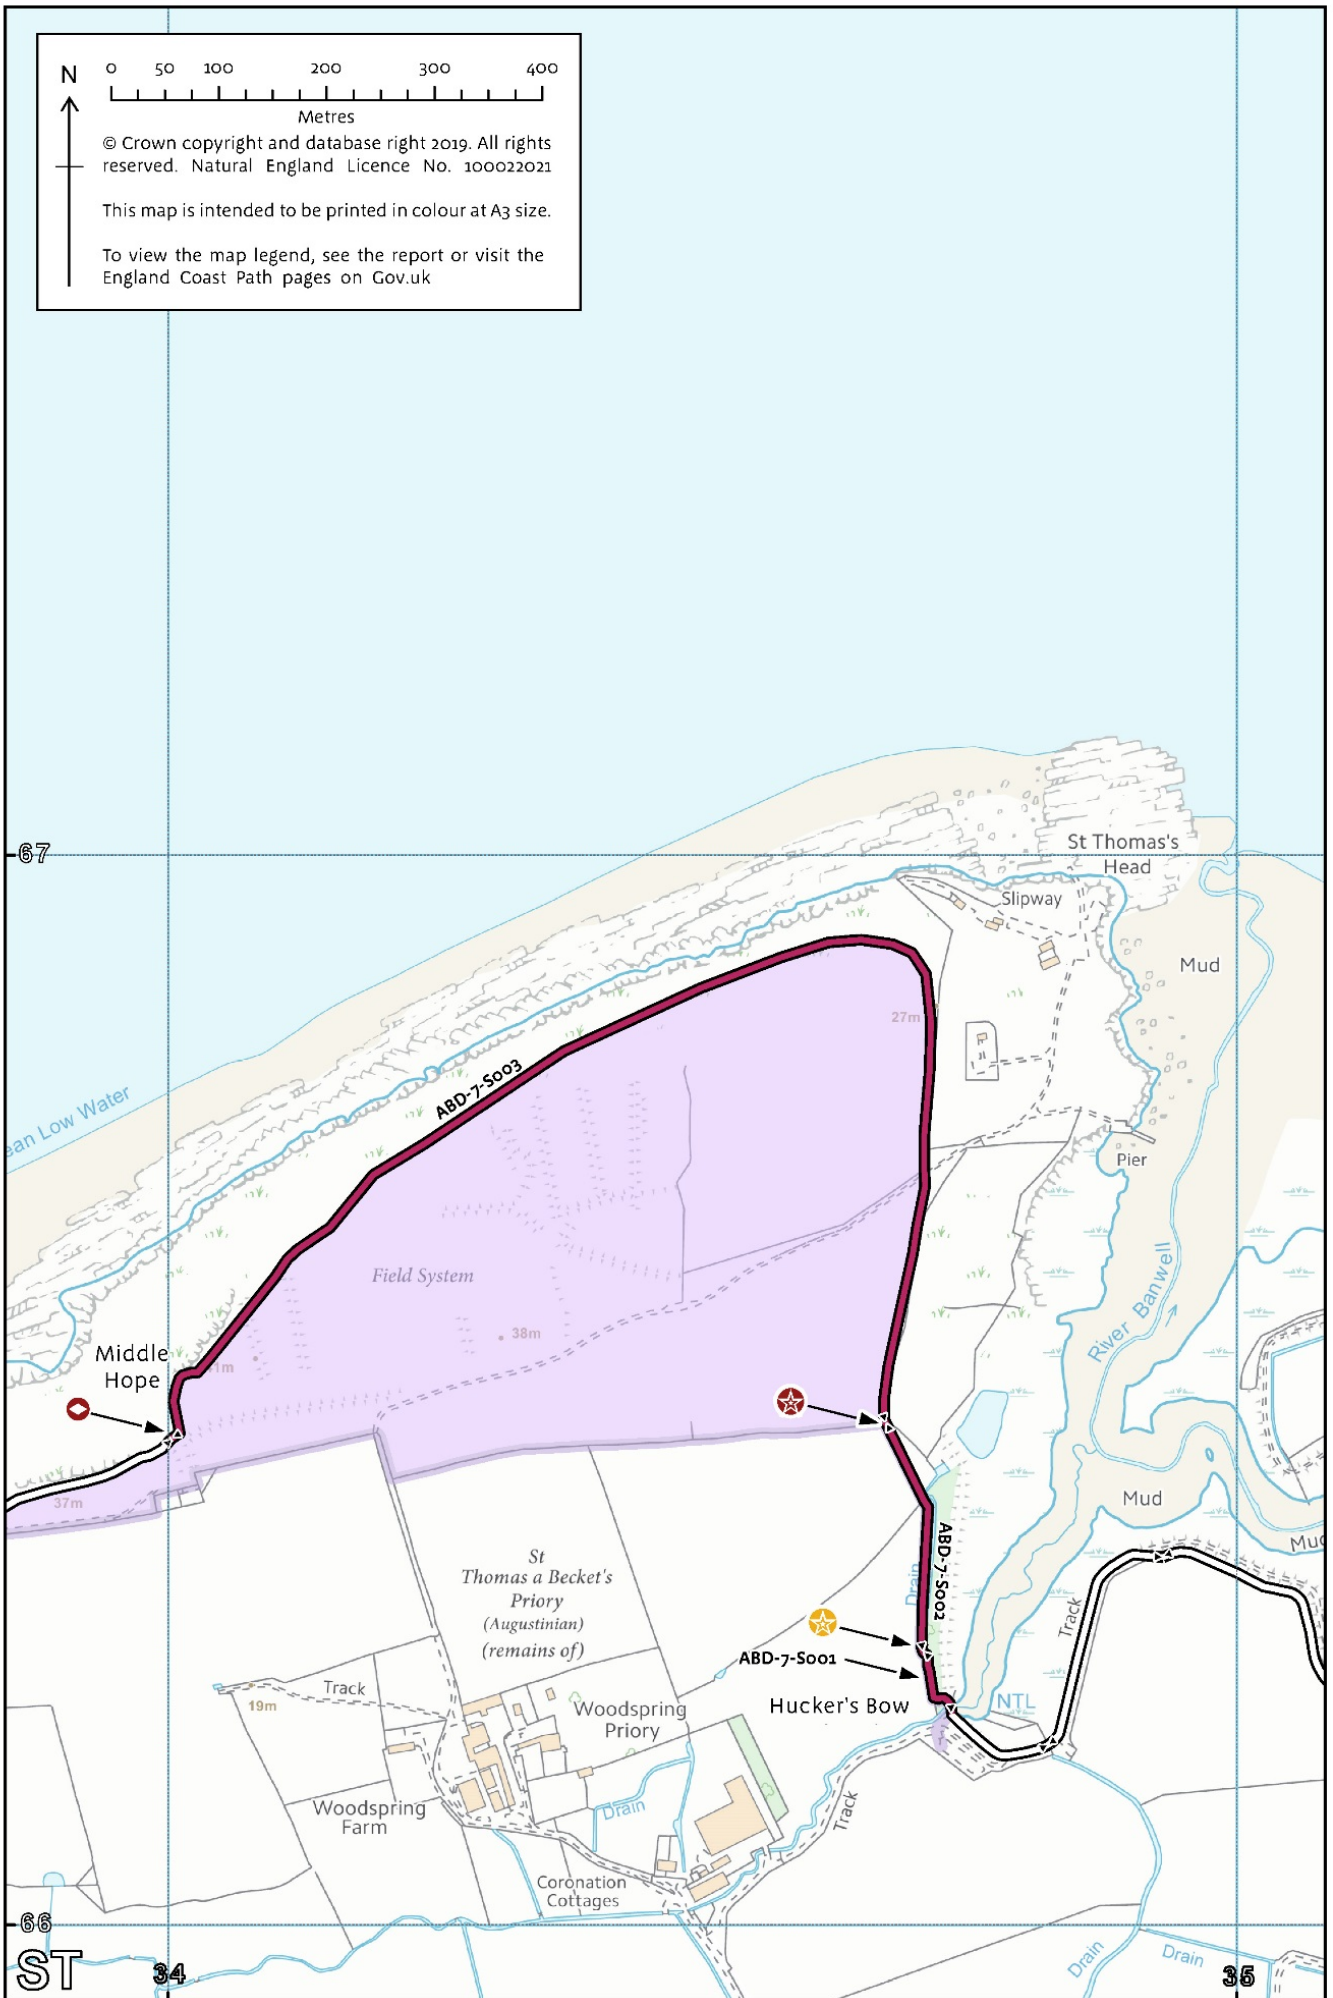 N
0 50 100 200 300 400
Metres
© Crown copyright and database right 2019. All rights
reserved. Natural England Licence No. 100022021
This map is intended to be printed in colour at A3 size.
To view the map legend, see the report or visit the
England Coast Path pages on Gov.uk
67
St Thomas's
Head
Slipway
Mud
27m
ABD-7-S003
ean Low Water
Pier
River Banwell
Field System
38m
Middle
Hope
1m
37m
Mud
Mud
St
Thomas a Becket's
Priory
(Augustinian)
(remains of)
Drain
ABD-7-S002
Track
ABD-7-S001
Hucker's Bow
NTL
Track
19m
Woodspring
Priory
Woodspring
Farm
Drain
Track
Coronation
Cottages
66
ST
34
Drain
Drain
35